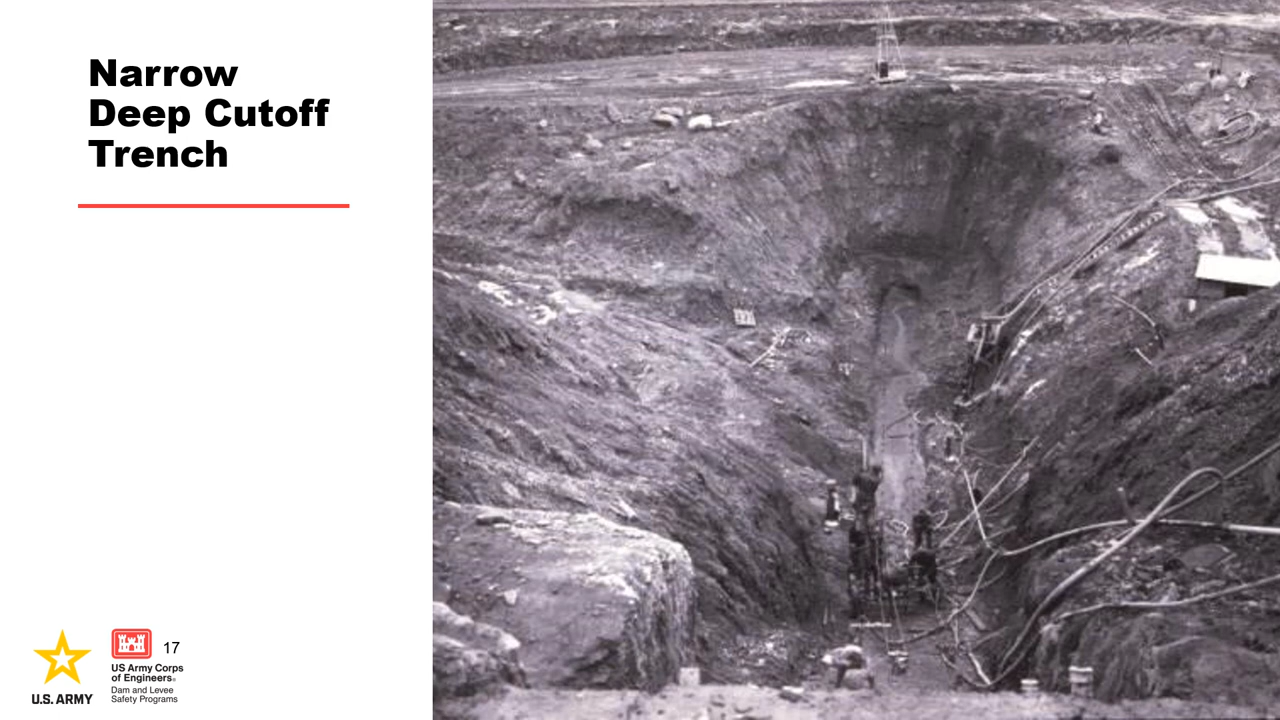 Narrow
Deep Cutoff
Trench
U.S. ARMY
US Army Corps
of Engineers®
Dam and Levee
Safety Programs
17